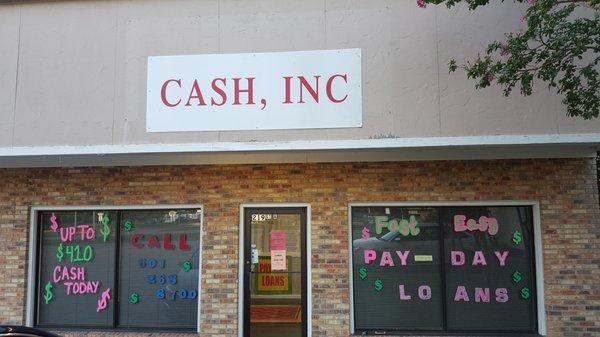 CASH, INC
UP TO
$410
CASH TODAY
CALL
601
268
8700
LOANS
Fast Easy
PAY DAY
LOANS